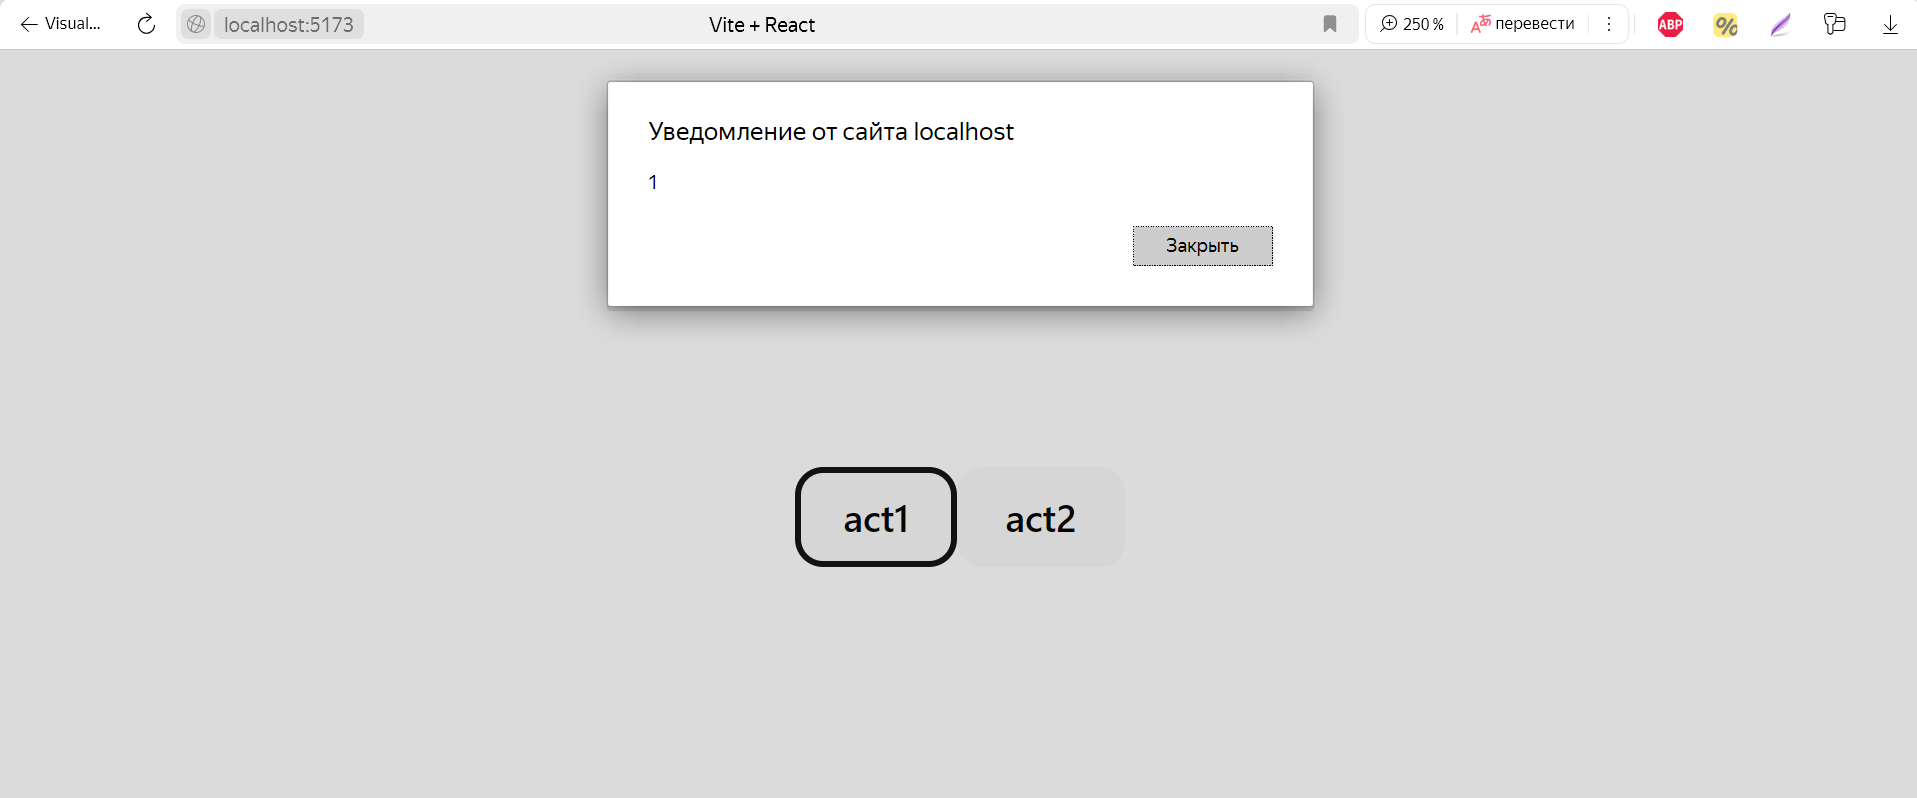 Visual...
localhost:5173
Vite + React
250 %
перевести
ABP
%
Уведомление от сайта localhost
1
Закрыть
act1
act2